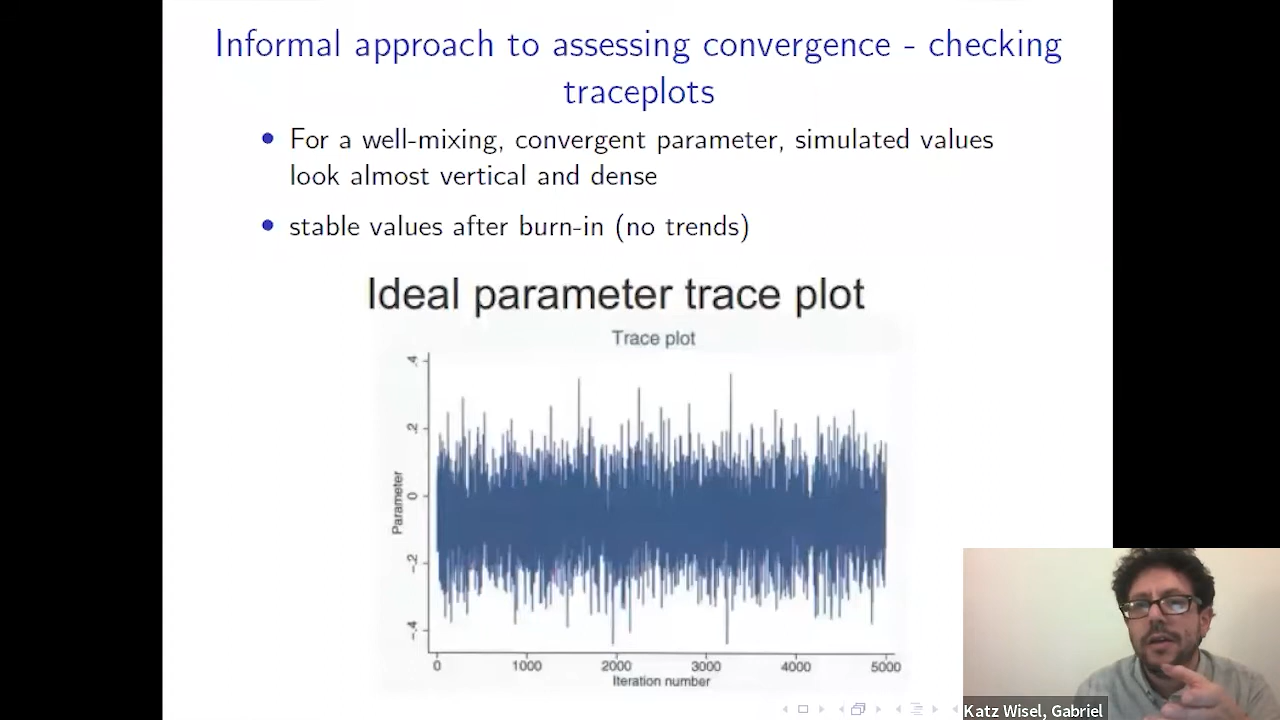 Informal approach to assessing convergence - checking
traceplots
• For a well-mixing, convergent parameter, simulated values
look almost vertical and dense
• stable values after burn-in (no trends)
Ideal parameter trace plot
Trace plot
.4
.2
0
-.2
-.4
Parameter
0 1000 2000 3000 4000 5000
Iteration number
Katz Wisel, Gabriel